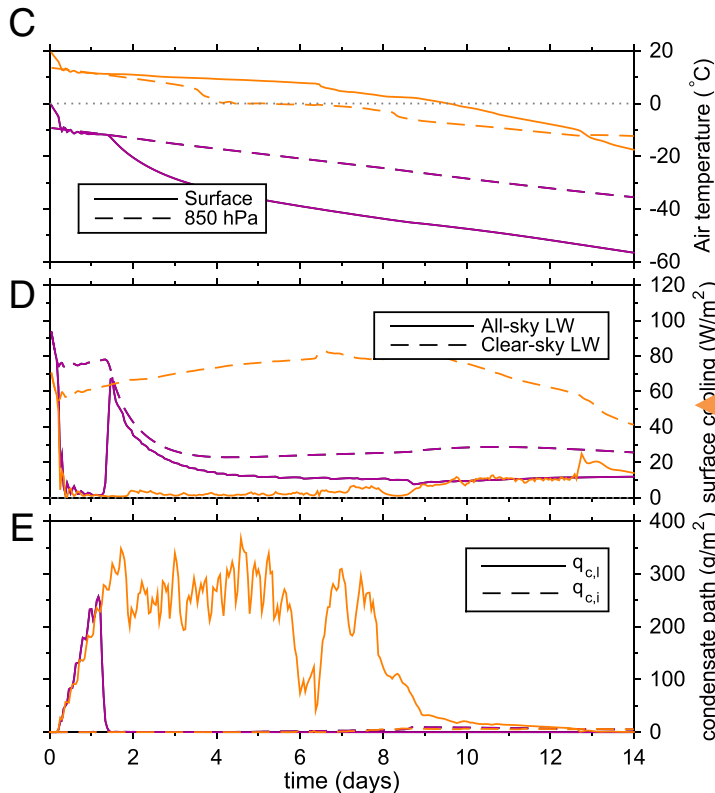 C
20
0
-20
-40
-60
Air temperature (°C)
Surface
850 hPa
D
120
100
80
60
40
20
0
surface cooling (W/m²)
All-sky LW
Clear-sky LW
E
400
300
200
100
0
condensate path (g/m²)
q c,l
q c,i
0 2 4 6 8 10 12 14
time (days)